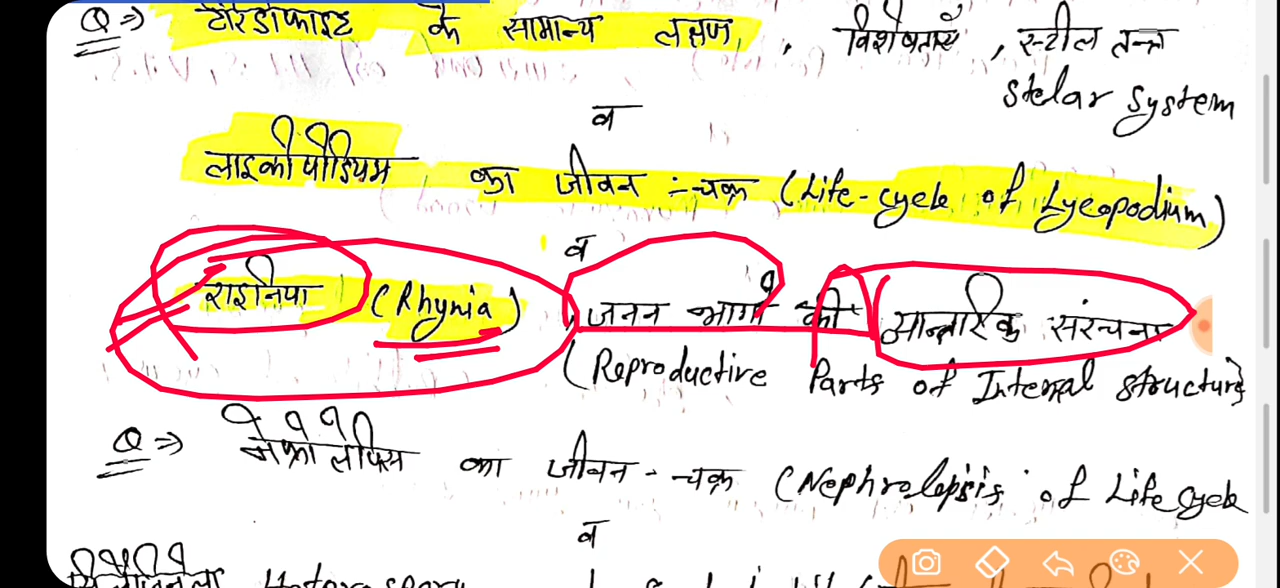 Q ⇒ टेरिडोफाइट के सामान्य लक्षण, विशेषताएँ, स्टील तन्त्र
Stelar System
व
लाइकोपोडियम का जीवन-चक्र (Life-cycle of Lycopodium)
व
राइनिया (Rhynia), जनन भागों की आन्तरिक संरचना
(Reproductive Parts of Internal structure)
Q ⇒ नेफ्रोलेपिस का जीवन-चक्र (Nephrolepsis of Life cycle
व